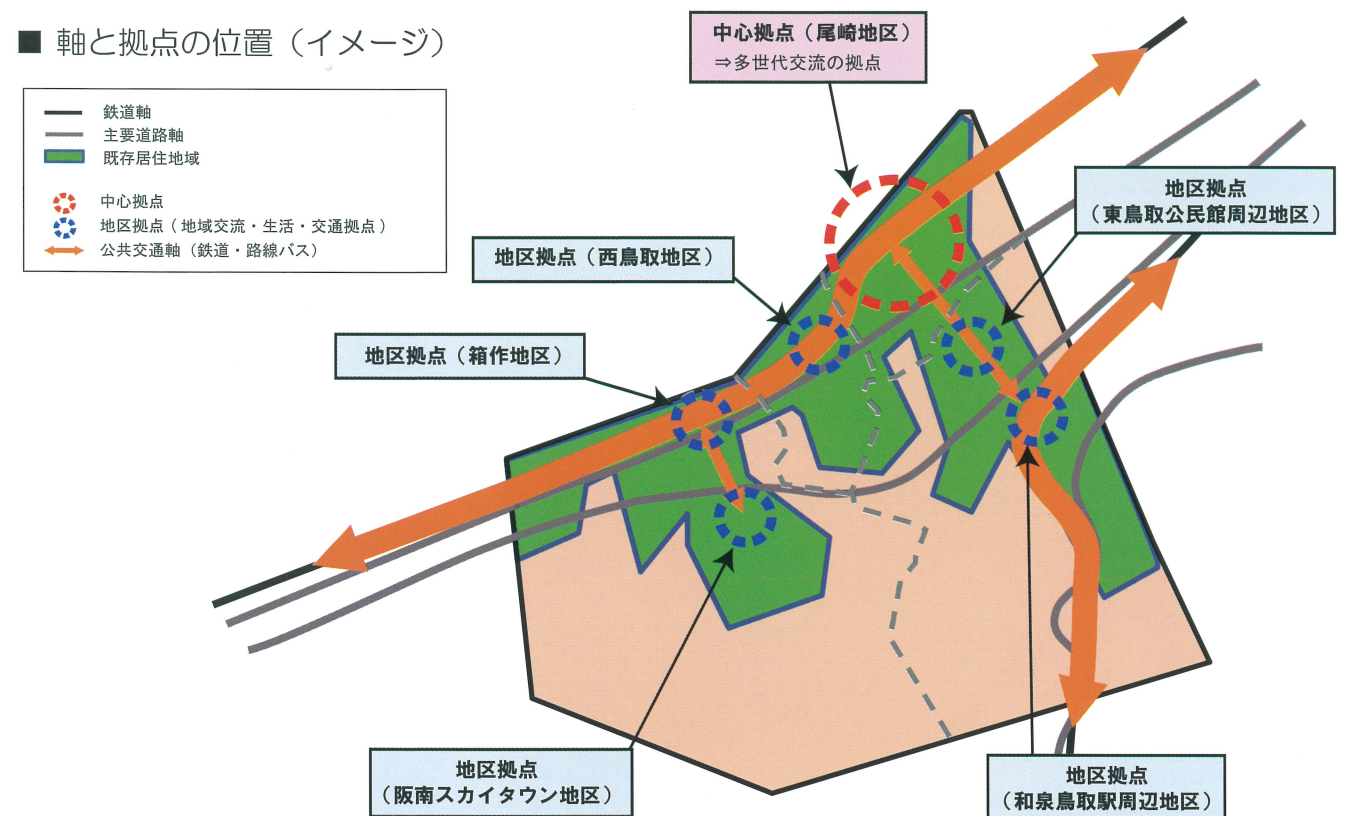 ■ 軸と拠点の位置（イメージ）
鉄道軸
主要道路軸
既存居住地域
中心拠点
地区拠点（地域交流・生活・交通拠点）
公共交通軸（鉄道・路線バス）
中心拠点（尾崎地区）
⇒多世代交流の拠点
地区拠点
（東鳥取公民館周辺地区）
地区拠点（西鳥取地区）
地区拠点（箱作地区）
地区拠点
（阪南スカイタウン地区）
地区拠点
（和泉鳥取駅周辺地区）